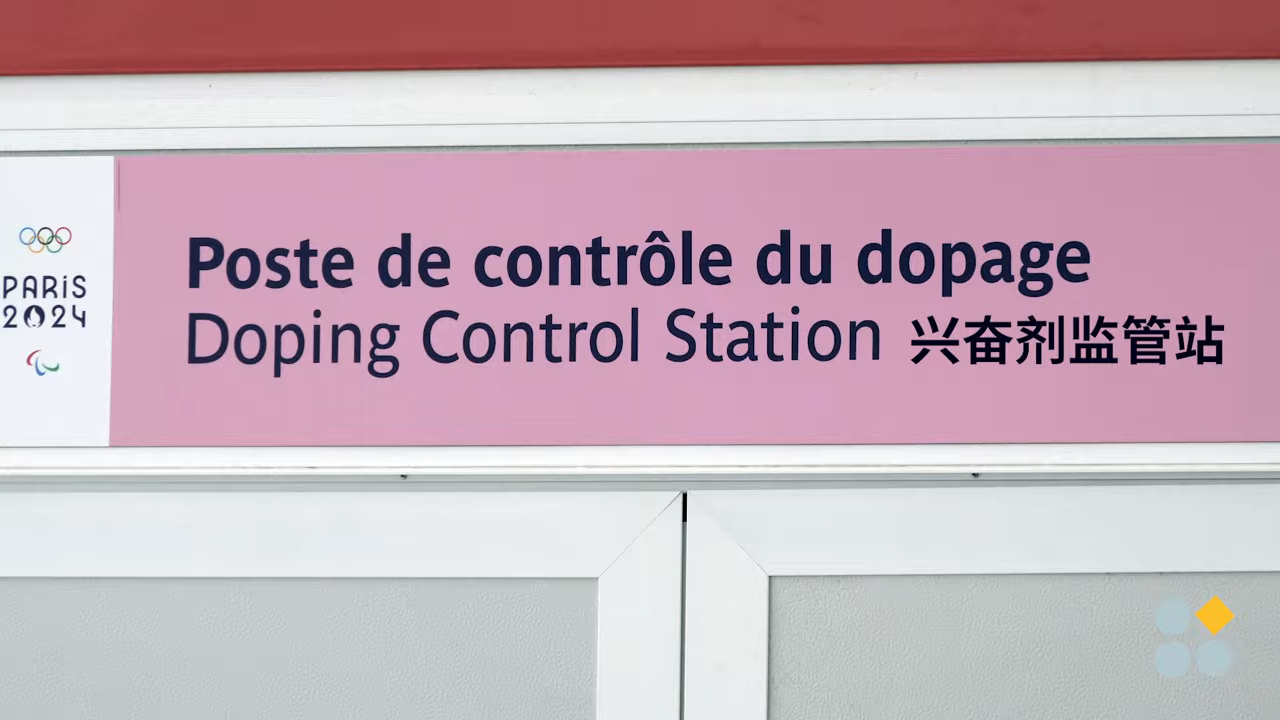 PARIS
2024
Poste de contrôle du dopage
Doping Control Station 兴奋剂监管站